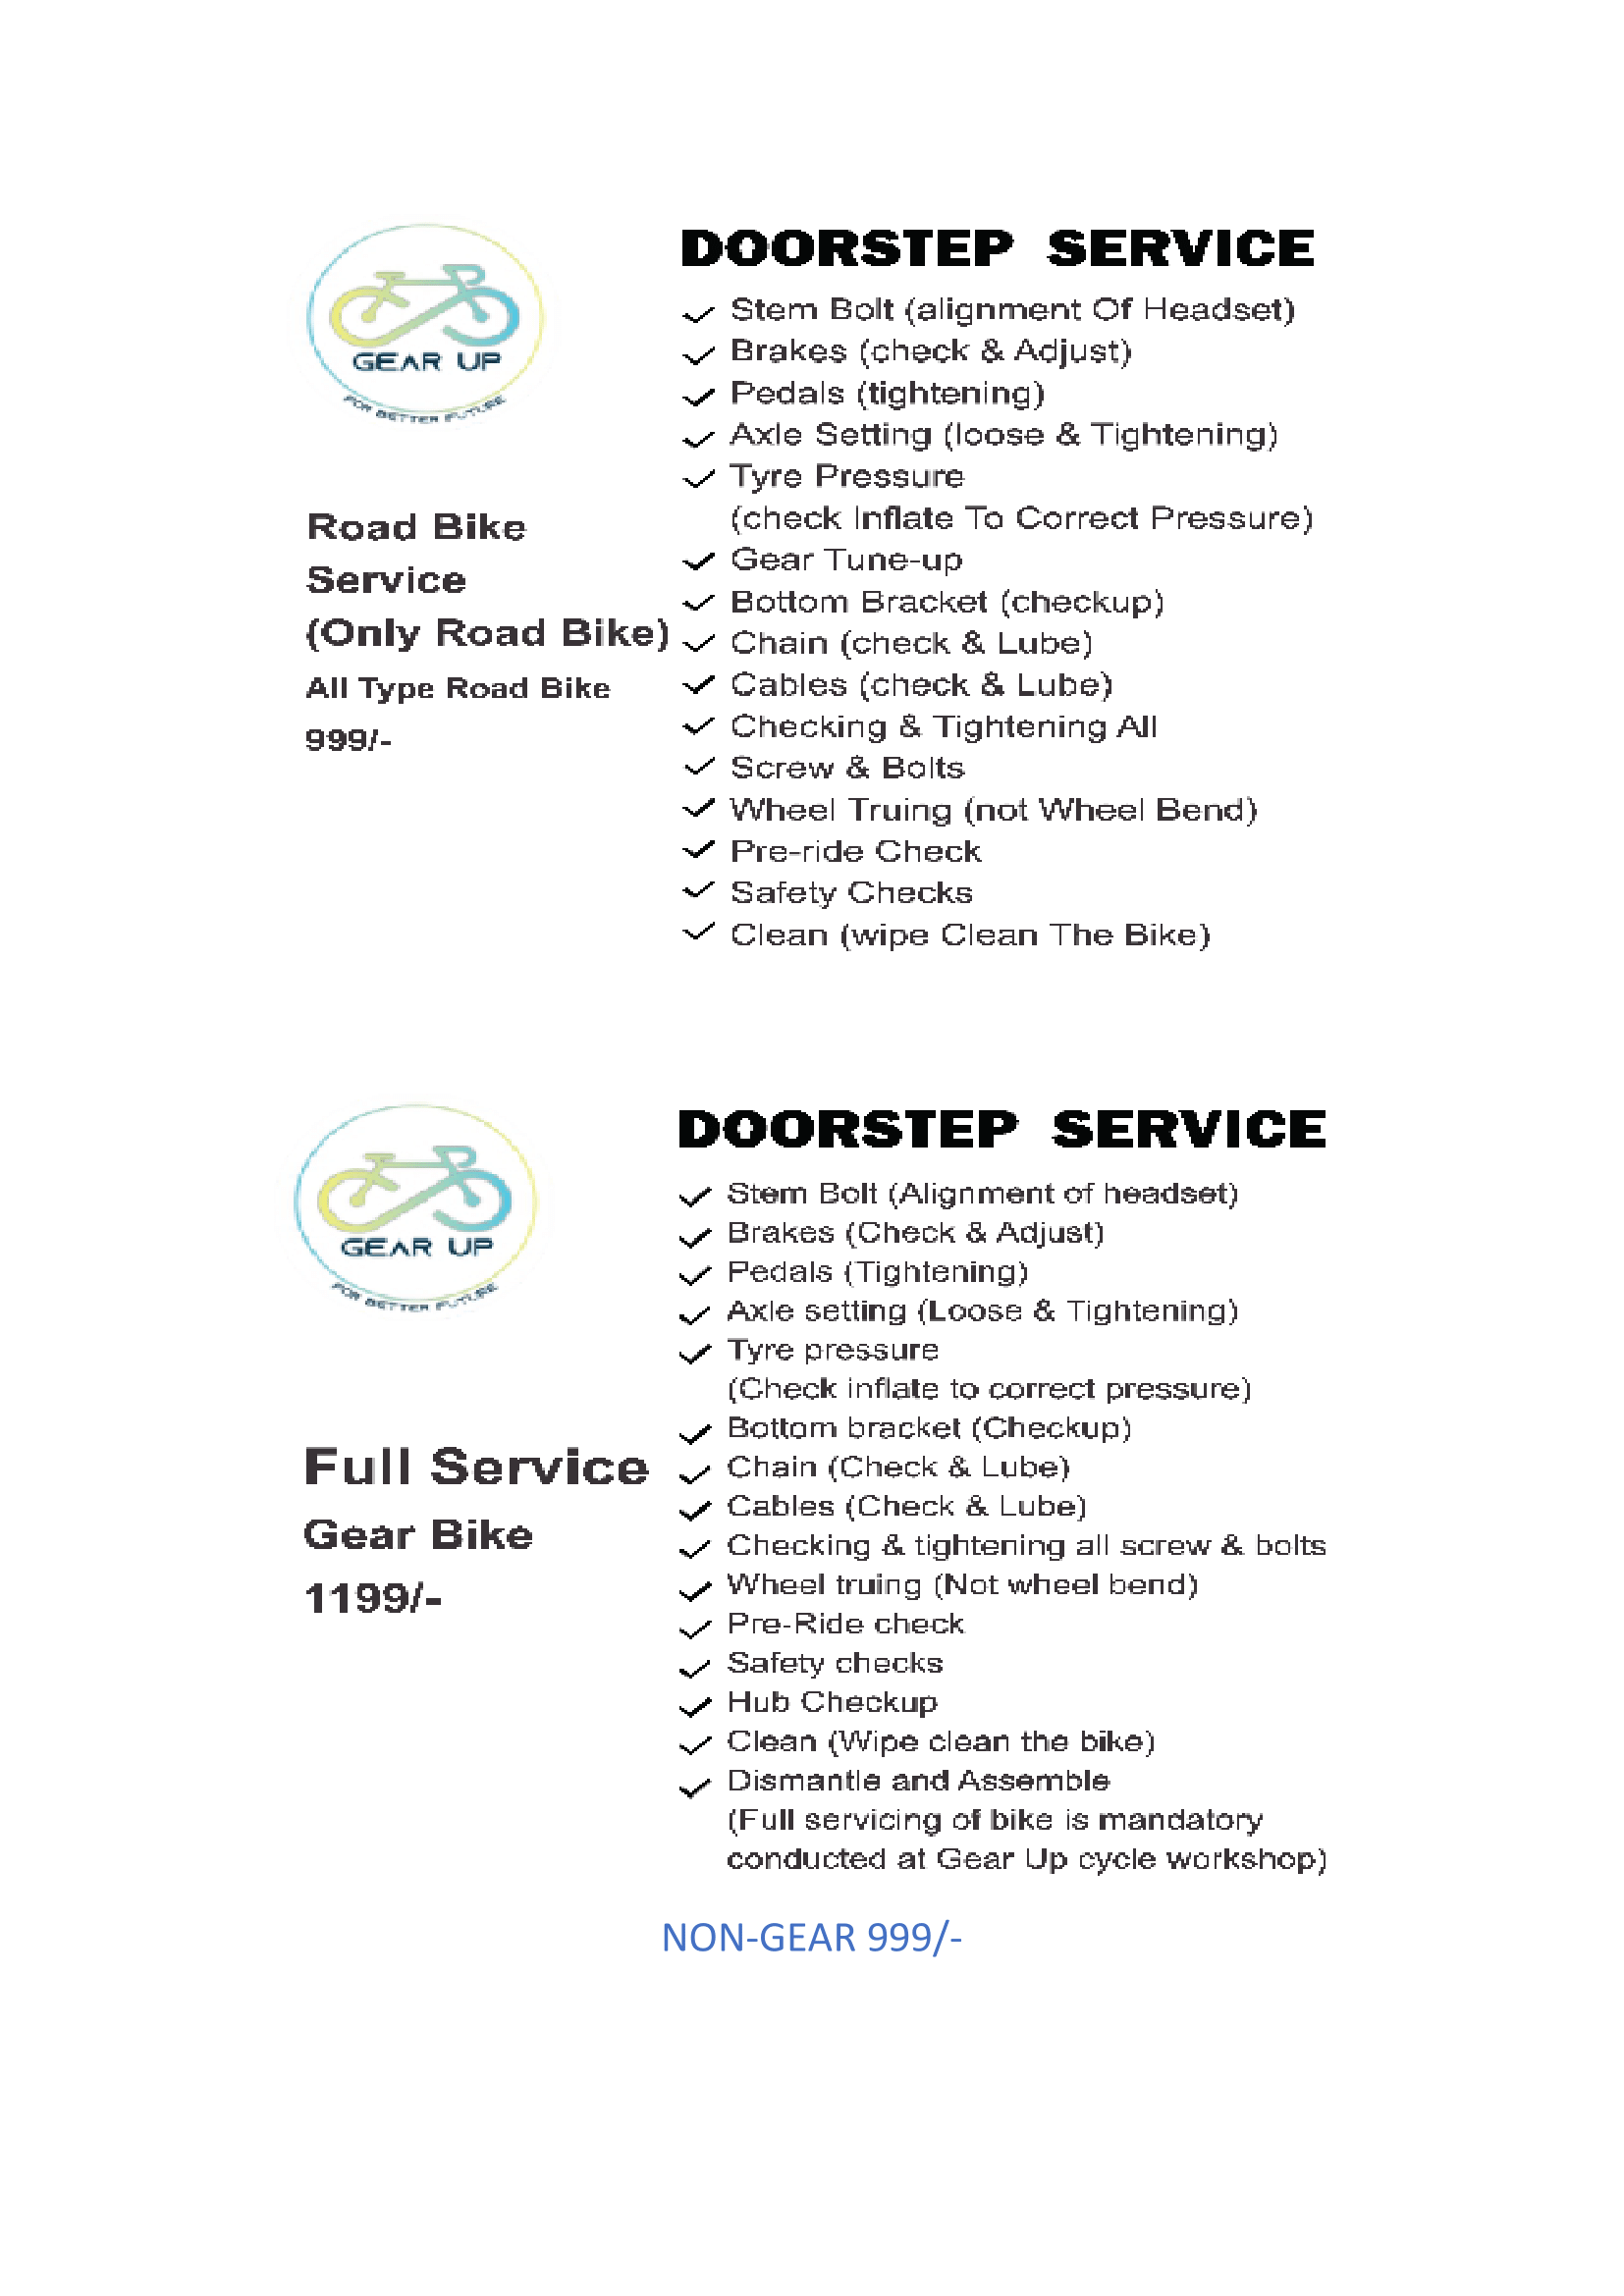 GEAR UP
FOR BETTER FUTURE
Road Bike
Service
(Only Road Bike)
All Type Road Bike
999/-
DOORSTEP SERVICE
Stem Bolt (alignment Of Headset)
Brakes (check & Adjust)
Pedals (tightening)
Axle Setting (loose & Tightening)
Tyre Pressure
(check Inflate To Correct Pressure)
Gear Tune-up
Bottom Bracket (checkup)
Chain (check & Lube)
Cables (check & Lube)
Checking & Tightening All
Screw & Bolts
Wheel Truing (not Wheel Bend)
Pre-ride Check
Safety Checks
Clean (wipe Clean The Bike)
GEAR UP
FOR BETTER FUTURE
Full Service
Gear Bike
1199/-
DOORSTEP SERVICE
Stem Bolt (Alignment of headset)
Brakes (Check & Adjust)
Pedals (Tightening)
Axle setting (Loose & Tightening)
Tyre pressure
(Check inflate to correct pressure)
Bottom bracket (Checkup)
Chain (Check & Lube)
Cables (Check & Lube)
Checking & tightening all screw & bolts
Wheel truing (Not wheel bend)
Pre-Ride check
Safety checks
Hub Checkup
Clean (Wipe clean the bike)
Dismantle and Assemble
(Full servicing of bike is mandatory
conducted at Gear Up cycle workshop)
NON-GEAR 999/-